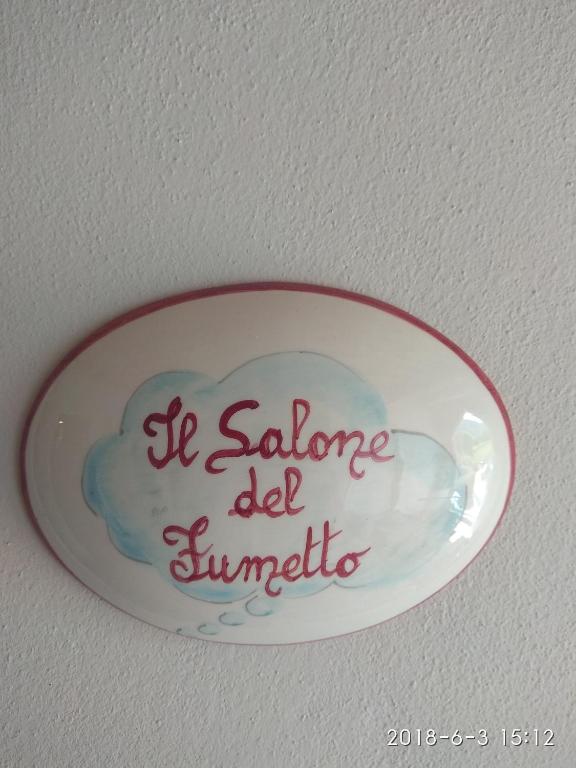 Il Salone
del
Fumetto
2018-6-3 15:12